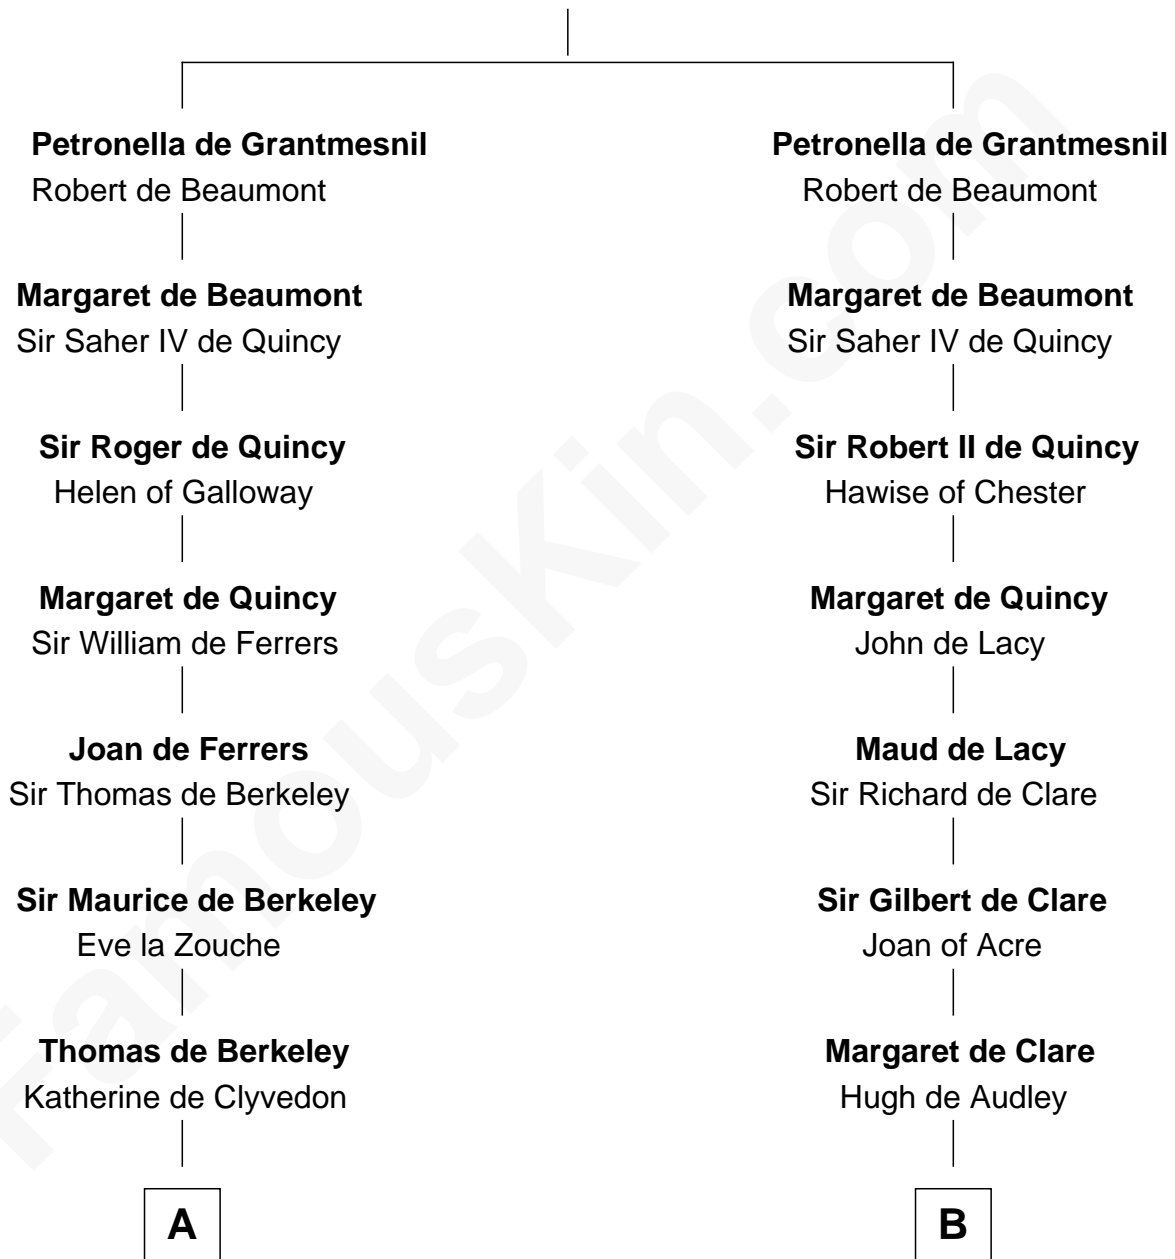 Petronella de Grantmesnil
Robert de Beaumont
Margaret de Beaumont
Sir Saher IV de Quincy
Sir Roger de Quincy
Helen of Galloway
Margaret de Quincy
Sir William de Ferrers
Joan de Ferrers
Sir Thomas de Berkeley
Sir Maurice de Berkeley
Eve la Zouche
Thomas de Berkeley
Katherine de Clyvedon
A
Petronella de Grantmesnil
Robert de Beaumont
Margaret de Beaumont
Sir Saher IV de Quincy
Sir Robert II de Quincy
Hawise of Chester
Margaret de Quincy
John de Lacy
Maud de Lacy
Sir Richard de Clare
Sir Gilbert de Clare
Joan of Acre
Margaret de Clare
Hugh de Audley
B
FamousKin.com